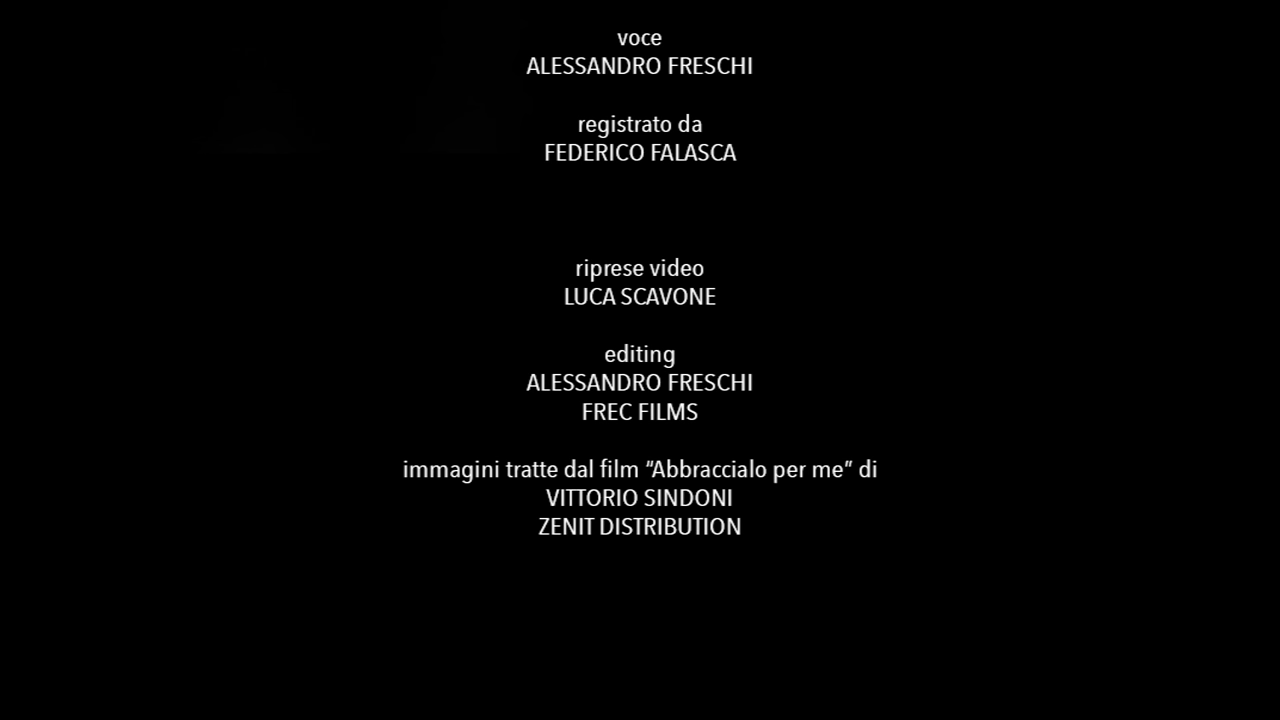 voce
ALESSANDRO FRESCHI
registrato da
FEDERICO FALASCA
riprese video
LUCA SCAVONE
editing
ALESSANDRO FRESCHI
FREC FILMS
immagini tratte dal film “Abbraccialo per me” di
VITTORIO SINDONI
ZENIT DISTRIBUTION